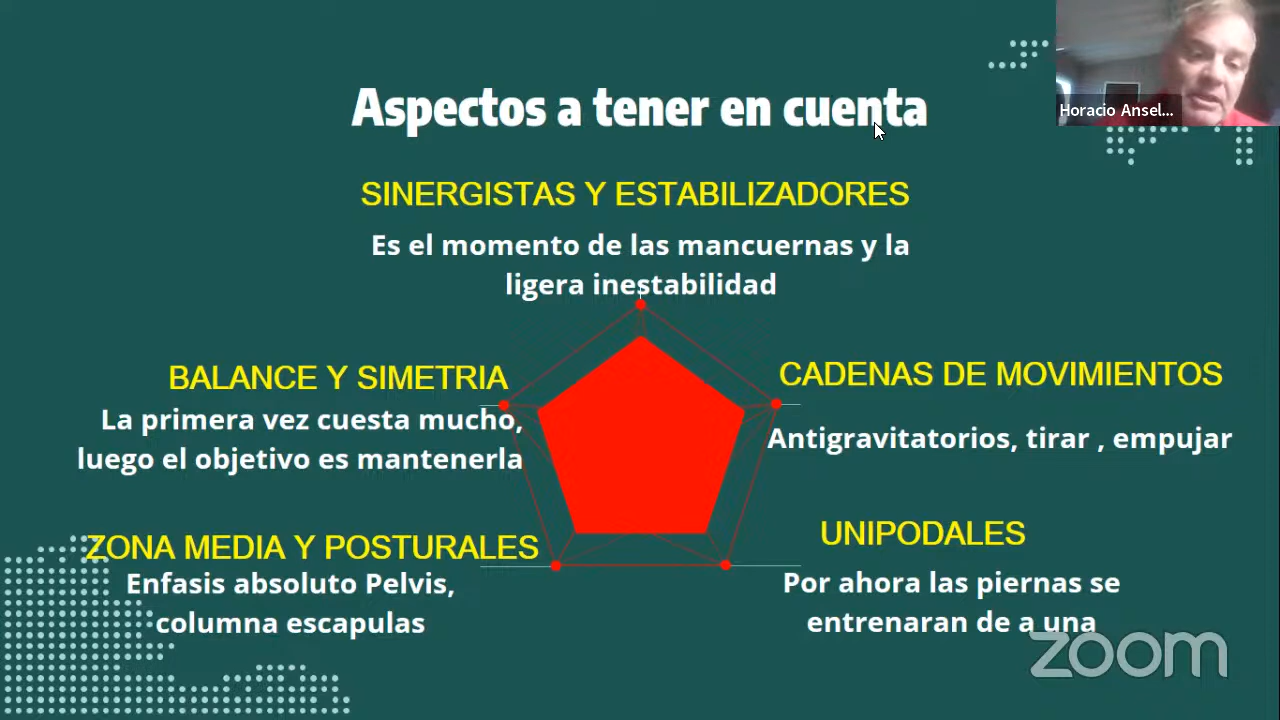 Horacio Ansel...
Aspectos a tener en cuenta
SINERGISTAS Y ESTABILIZADORES
Es el momento de las mancuernas y la
ligera inestabilidad
BALANCE Y SIMETRIA
La primera vez cuesta mucho,
luego el objetivo es mantenerla
CADENAS DE MOVIMIENTOS
Antigravitatorios, tirar , empujar
ZONA MEDIA Y POSTURALES
Enfasis absoluto Pelvis,
columna escapulas
UNIPODALES
Por ahora las piernas se
entrenaran de a una
zoom